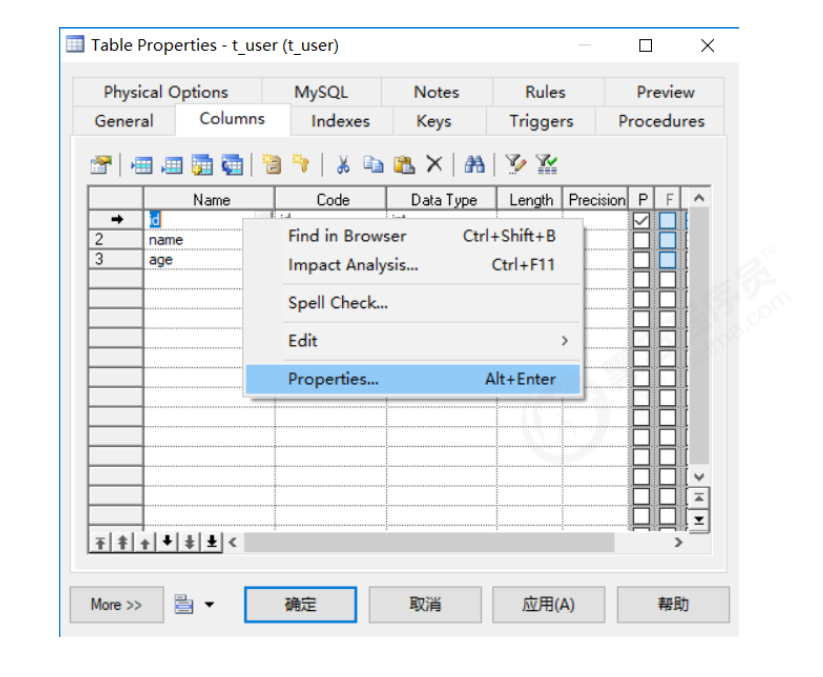 Table Properties - t_user (t_user)
Physical Options MySQL Notes Rules Preview
General Columns Indexes Keys Triggers Procedures
Name Code Data Type Length Precision P F
id
2 name
3 age
Find in Browser Ctrl+Shift+B
Impact Analysis... Ctrl+F11
Spell Check...
Edit
Properties... Alt+Enter
More >> 确定 取消 应用(A) 帮助